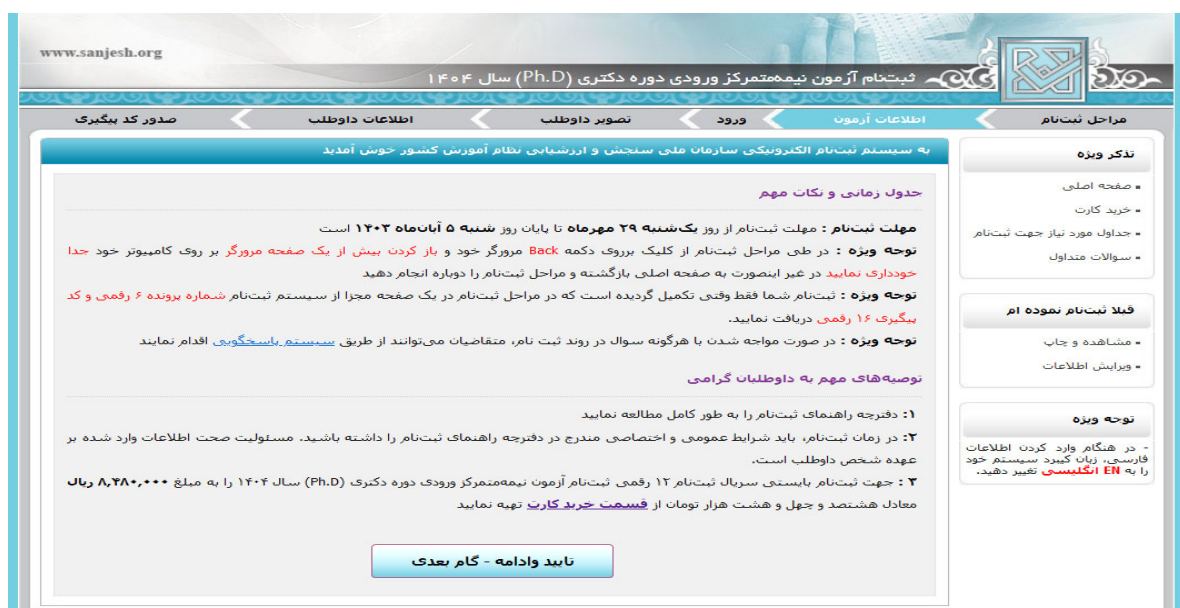 www.sanjesh.org
ثبت‌نام آزمون نیمه‌متمرکز ورودی دوره دکتری (Ph.D) سال ۱۴۰۴
مراحل ثبت‌نام
اطلاعات آزمون
ورود
تصویر داوطلب
اطلاعات داوطلب
صدور کد پیگیری
تذکر ویژه
صفحه اصلی
خرید کارت
جداول مورد نیاز جهت ثبت‌نام
سوالات متداول
قبلا ثبت‌نام نموده ام
مشاهده و چاپ
ویرایش اطلاعات
توجه ویژه
- در هنگام وارد کردن اطلاعات
فارسی، زبان کیبرد سیستم خود
را به EN انگلیسی تغییر دهید.
به سیستم ثبت‌نام الکترونیکی سازمان ملی سنجش و ارزشیابی نظام آموزش کشور خوش آمدید
جدول زمانی و نکات مهم
مهلت ثبت‌نام : مهلت ثبت‌نام از روز یک‌شنبه ۲۹ مهرماه تا پایان روز شنبه ۵ آبان‌ماه ۱۴۰۳ است
توجه ویژه : در طی مراحل ثبت‌نام از کلیک برروی دکمه Back مرورگر خود و باز کردن بیش از یک صفحه مرورگر بر روی کامپیوتر خود جدا
خودداری نمایید در غیر اینصورت به صفحه اصلی بازگشته و مراحل ثبت‌نام را دوباره انجام دهید
توجه ویژه : ثبت‌نام شما فقط وقتی تکمیل گردیده است که در مراحل ثبت‌نام در یک صفحه مجزا از سیستم ثبت‌نام شماره پرونده ۶ رقمی و کد
پیگیری ۱۶ رقمی دریافت نمایید.
توجه ویژه : در صورت مواجه شدن با هرگونه سوال در روند ثبت نام، متقاضیان می‌توانند از طریق سیستم پاسخگویی اقدام نمایند
توصیه‌های مهم به داوطلبان گرامی
۱: دفترچه راهنمای ثبت‌نام را به طور کامل مطالعه نمایید
۲: در زمان ثبت‌نام، باید شرایط عمومی و اختصاصی مندرج در دفترچه راهنمای ثبت‌نام را داشته باشید. مسئولیت صحت اطلاعات وارد شده بر
عهده شخص داوطلب است.
۳ : جهت ثبت‌نام بایستی سریال ثبت‌نام ۱۲ رقمی ثبت‌نام آزمون نیمه‌متمرکز ورودی دوره دکتری (Ph.D) سال ۱۴۰۴ را به مبلغ ۸,۴۸۰,۰۰۰ ریال
معادل هشتصد و چهل و هشت هزار تومان از قسمت خرید کارت تهیه نمایید
تایید وادامه - گام بعدی